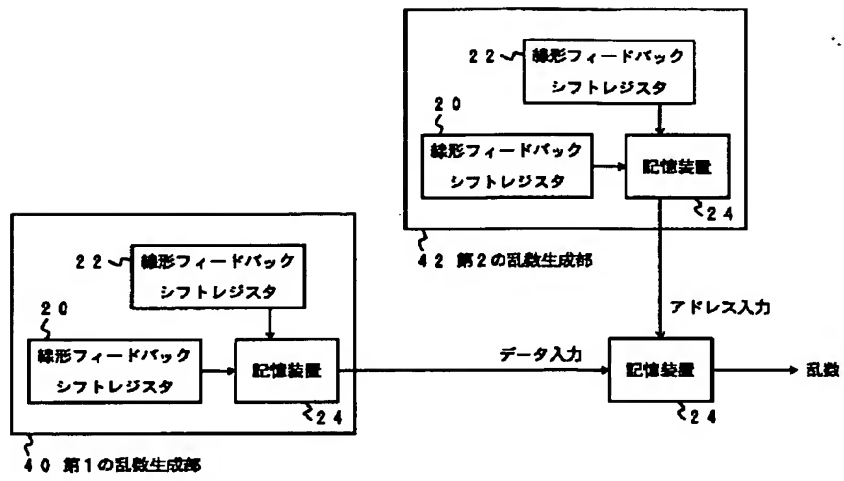 22
線形フィードバック
シフトレジスタ
20
線形フィードバック
シフトレジスタ
記憶装置
24
42 第2の乱数生成部
22
線形フィードバック
シフトレジスタ
20
線形フィードバック
シフトレジスタ
記憶装置
24
40 第1の乱数生成部
アドレス入力
データ入力
記憶装置
24
乱数